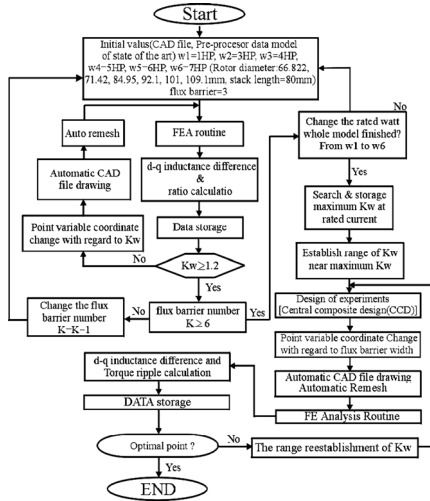 Start
Initial valus(CAD file, Pre-procesor data model
of state of the art) w1=1HP, w2=3HP, w3=4HP,
w4=5HP, w5=6HP, w6=7HP (Rotor diameter:66.822,
71.42, 84.95, 92.1, 101, 109.1mm, stack length=80mm)
flux barrier=3
Auto remesh
Automatic CAD
file drawing
Point variable coordinate
change with regard to Kw
FEA routine
d-q inductance difference
&
ratio calculatio
Data storage
Kw≥1.2
No
Yes
flux barrier number
K≥6
No
Yes
Change the flux
barrier number
K=K-1
No
Change the rated watt
whole model finished?
From w1 to w6
Yes
Search & storage
maximum Kw at
rated current
Establish range of Kw
near maximum Kw
Design of experiments
[Central composite design(CCD)]
Point variable coordinate Change
with regard to flux barrier width
Automatic CAD file drawing
Automatic Remesh
FE Analysis Routine
d-q inductance difference and
Torque ripple calculation
DATA storage
Optimal point ?
No
The range reestablishment of Kw
Yes
END